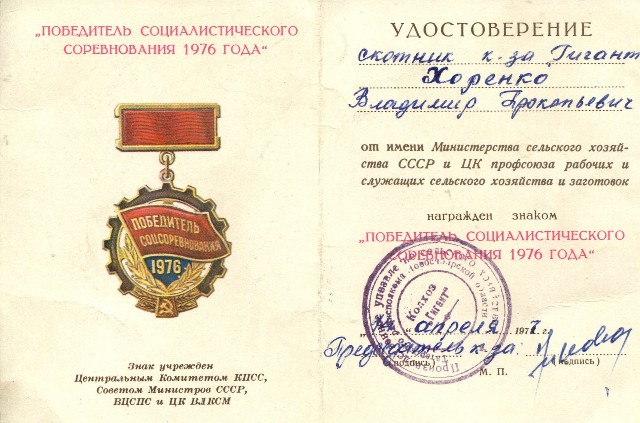 „ПОБЕДИТЕЛЬ СОЦИАЛИСТИЧЕСКОГО
СОРЕВНОВАНИЯ 1976 ГОДА“
ПОБЕДИТЕЛЬ
СОЦСОРЕВНОВАНИЯ
1976
Знак учрежден
Центральным Комитетом КПСС,
Советом Министров СССР,
ВЦСПС и ЦК ВЛКСМ
УДОСТОВЕРЕНИЕ
скотник к-за Гигант
Хоренко
Владимир Прокопьевич
от имени Министерства сельского хозяй-
ства СССР и ЦК профсоюза рабочих и
служащих сельского хозяйства и заготовок
награжден знаком
„ПОБЕДИТЕЛЬ СОЦИАЛИСТИЧЕСКОГО
СОРЕВНОВАНИЯ 1976 ГОДА“
Колхоз
"Гигант"
апреля 1977 г.
Председатель к-за:
(подпись)
(подпись)
М. П.